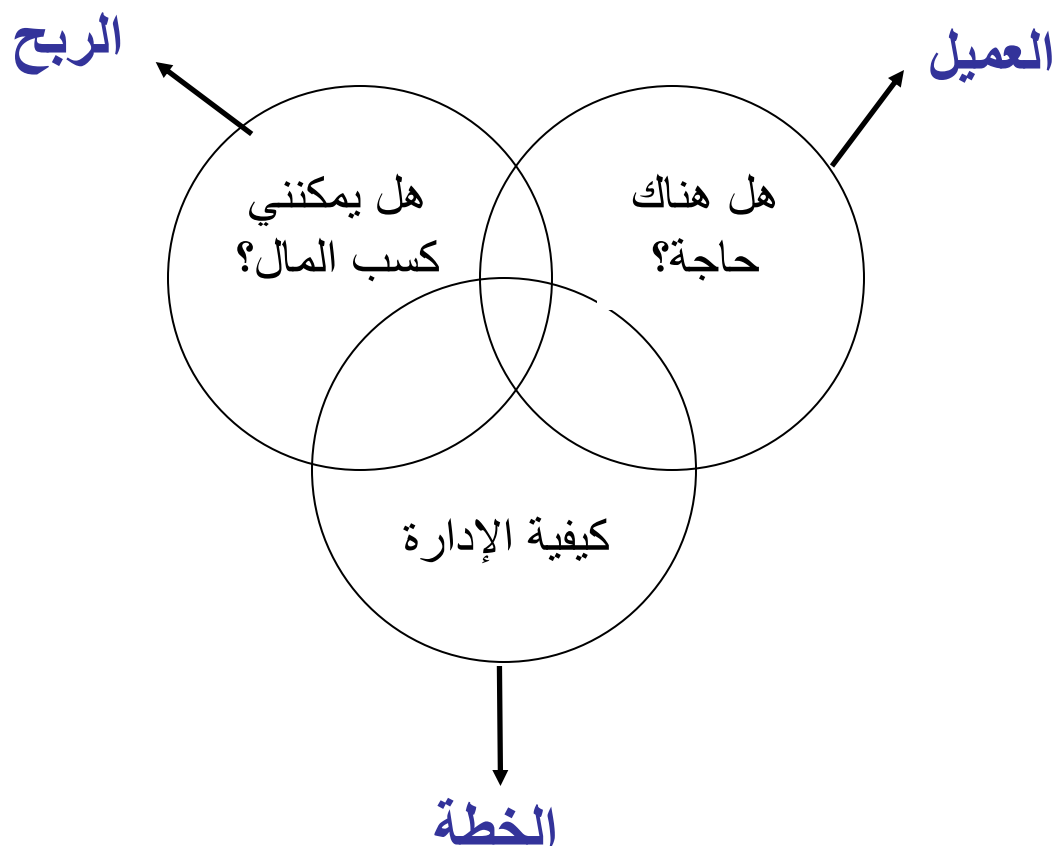 العميل
الربح
هل هناك
حاجة؟
هل يمكنني
كسب المال؟
كيفية الإدارة
الخطة